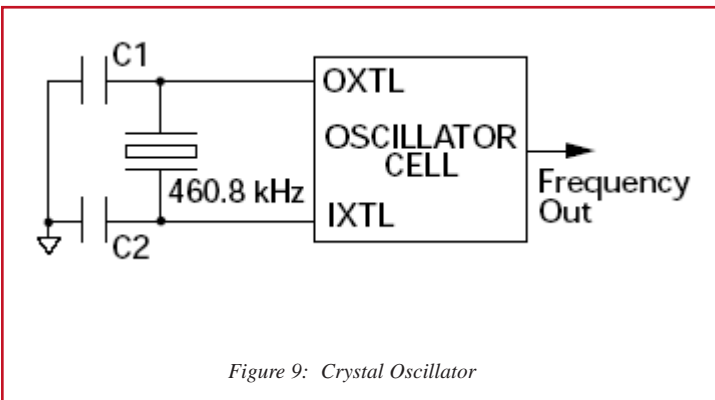 C1
OXTL
OSCILLATOR
CELL
460.8 kHz
IXTL
Frequency
Out
C2
Figure 9: Crystal Oscillator